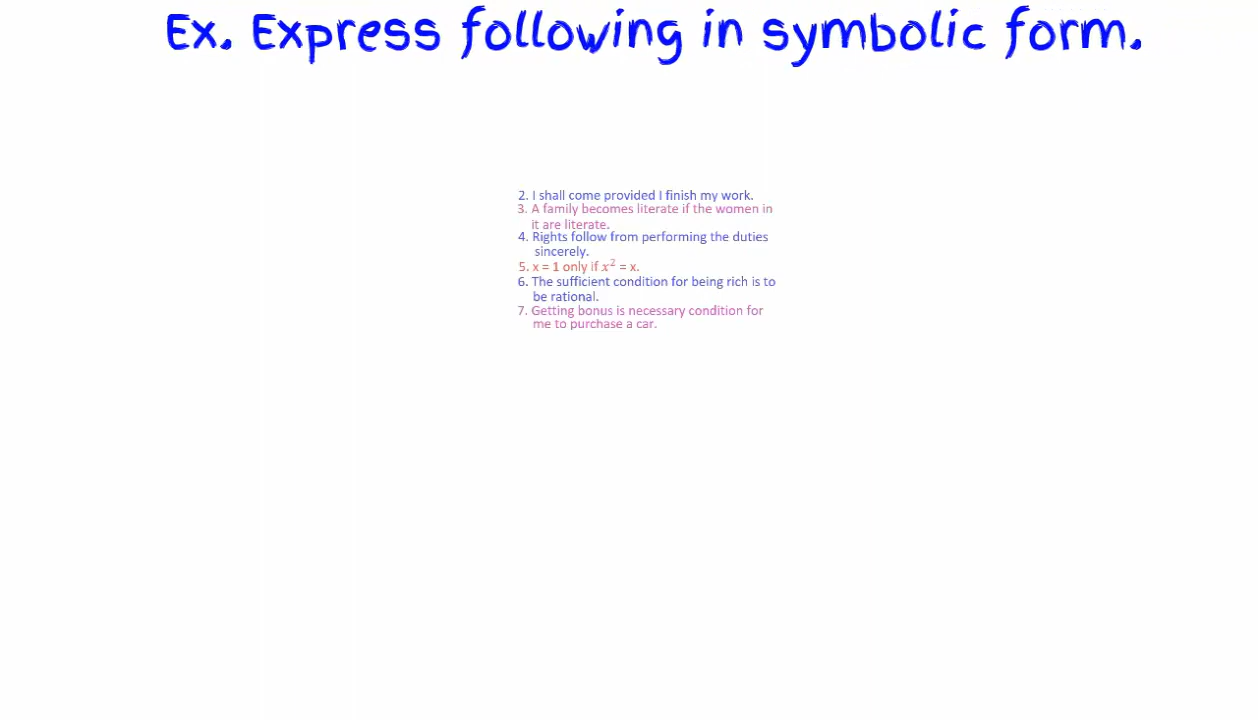 Ex. Express following in symbolic form.
2. I shall come provided I finish my work.
3. A family becomes literate if the women in
it are literate.
4. Rights follow from performing the duties
sincerely.
5. x = 1 only if x² = x.
6. The sufficient condition for being rich is to
be rational.
7. Getting bonus is necessary condition for
me to purchase a car.